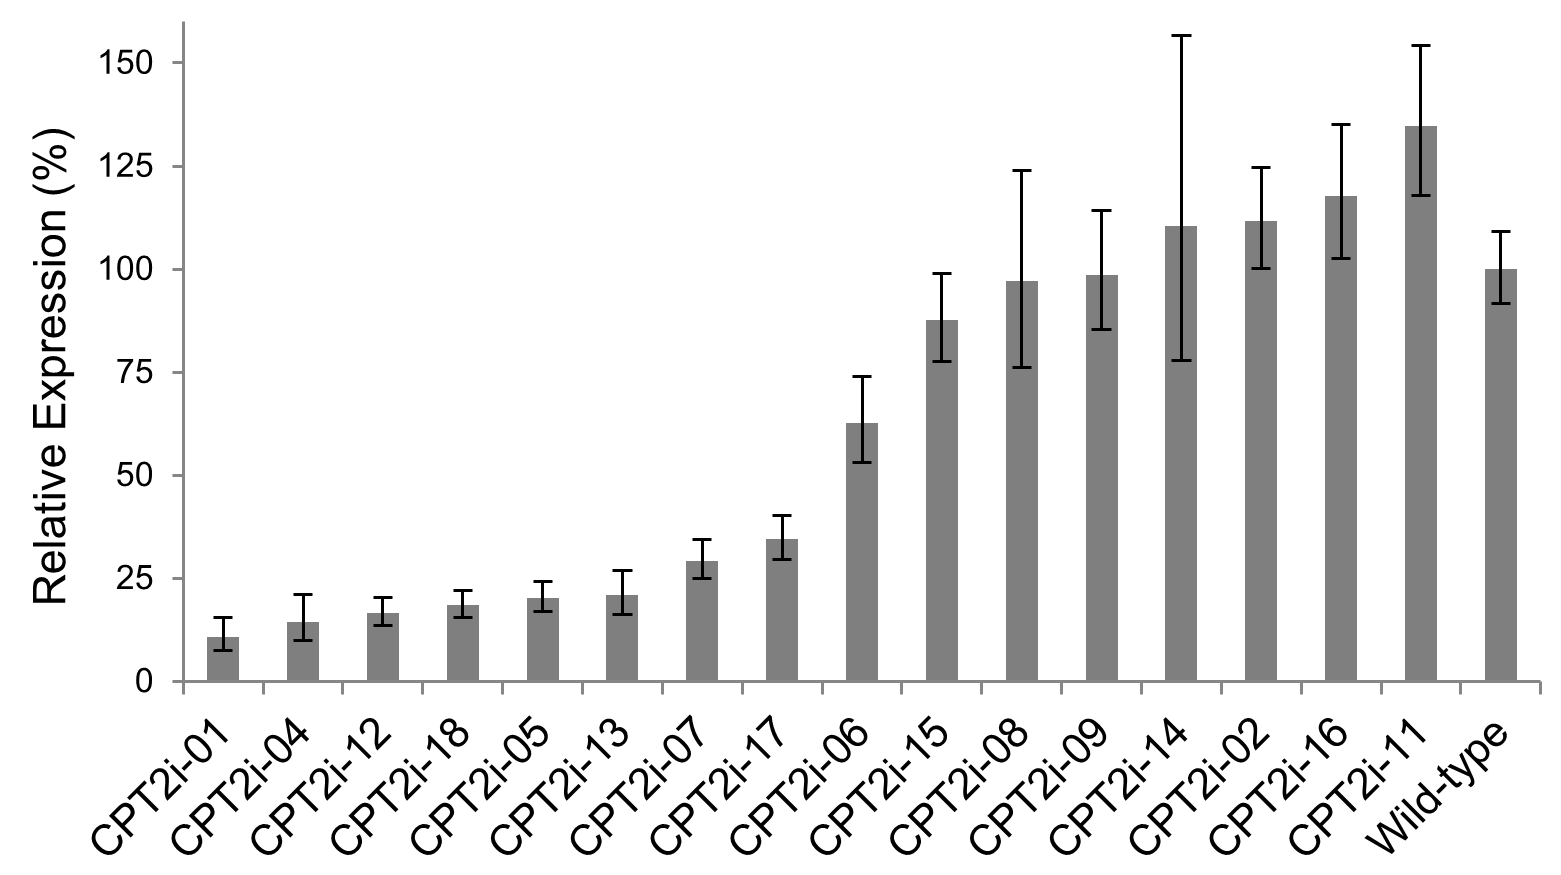 Relative Expression (%)
150
125
100
75
50
25
0
CPT2i-01
CPT2i-04
CPT2i-12
CPT2i-18
CPT2i-05
CPT2i-13
CPT2i-07
CPT2i-17
CPT2i-06
CPT2i-15
CPT2i-08
CPT2i-09
CPT2i-14
CPT2i-02
CPT2i-16
CPT2i-11
Wild-type